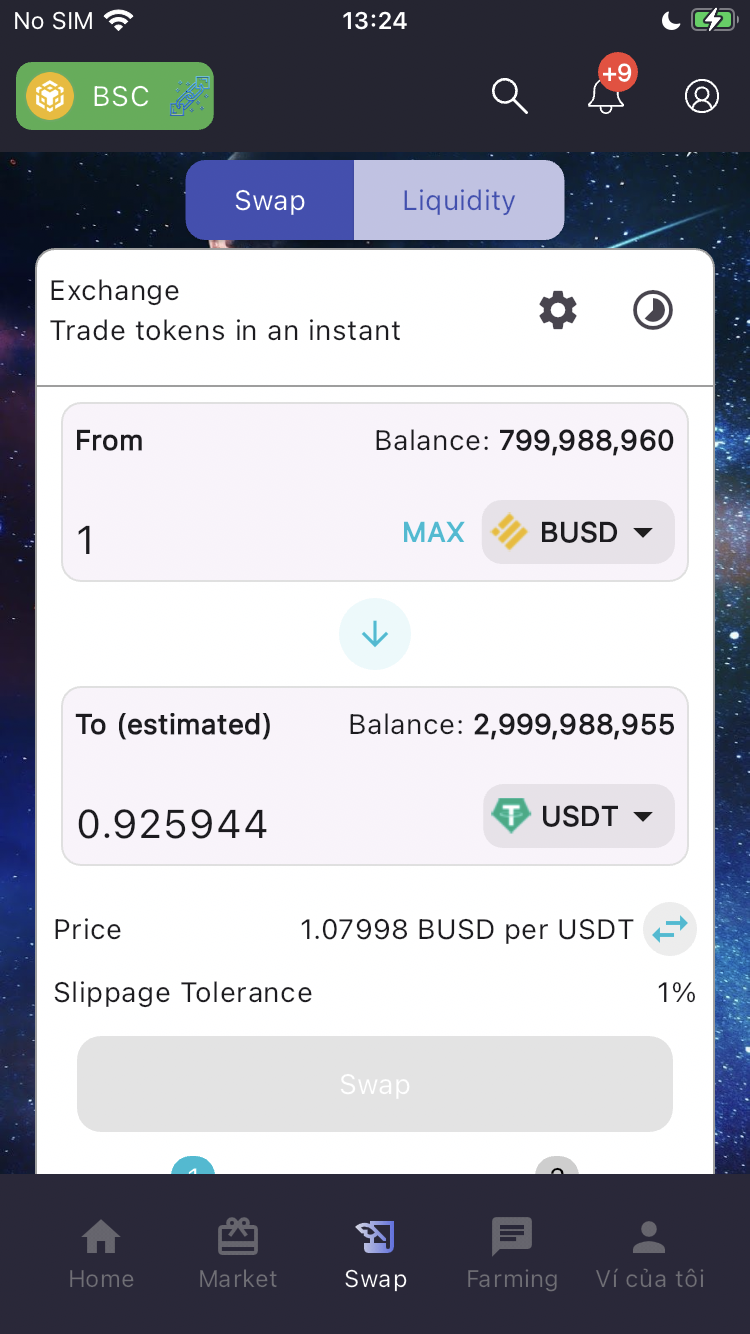 No SIM 13:24
BSC +9
Swap Liquidity
Exchange
Trade tokens in an instant
From Balance: 799,988,960
1 MAX BUSD
To (estimated) Balance: 2,999,988,955
0.925944 USDT
Price 1.07998 BUSD per USDT
Slippage Tolerance 1%
Swap
1 2
Home Market Swap Farming Ví của tôi